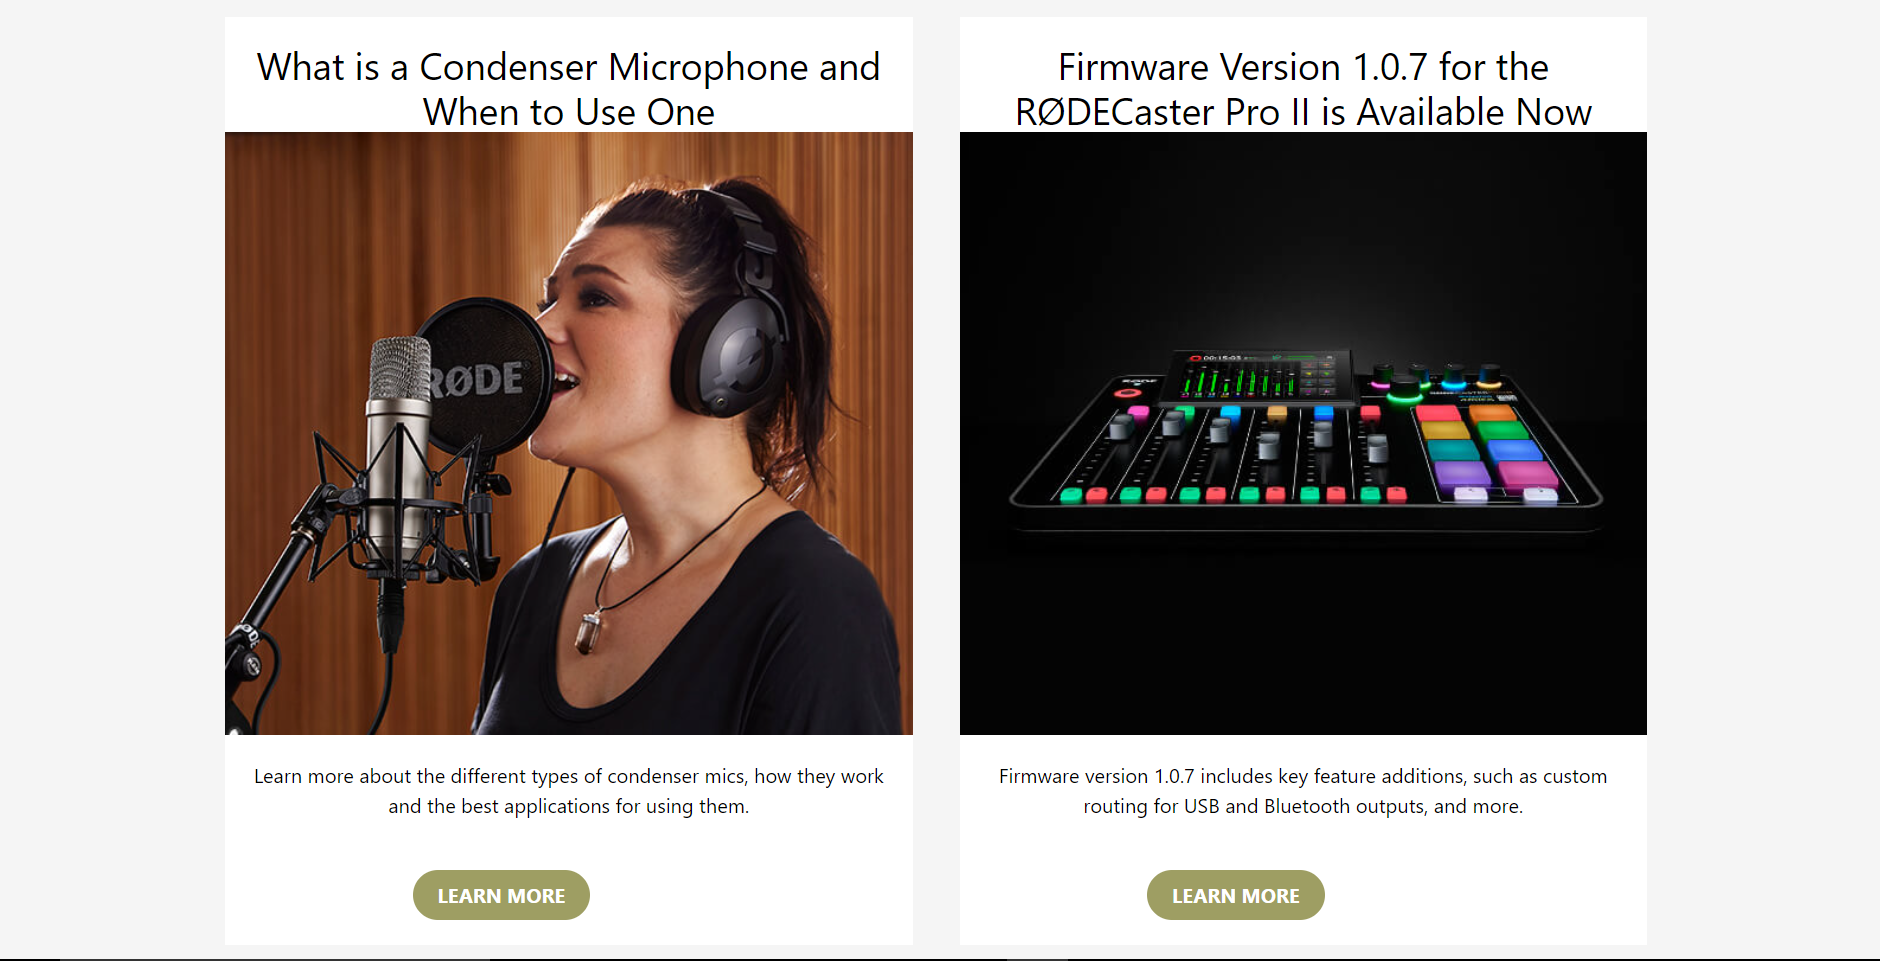 What is a Condenser Microphone and
When to Use One
RØDE
Learn more about the different types of condenser mics, how they work
and the best applications for using them.
LEARN MORE
Firmware Version 1.0.7 for the
RØDECaster Pro II is Available Now
00:15:03
Firmware version 1.0.7 includes key feature additions, such as custom
routing for USB and Bluetooth outputs, and more.
LEARN MORE